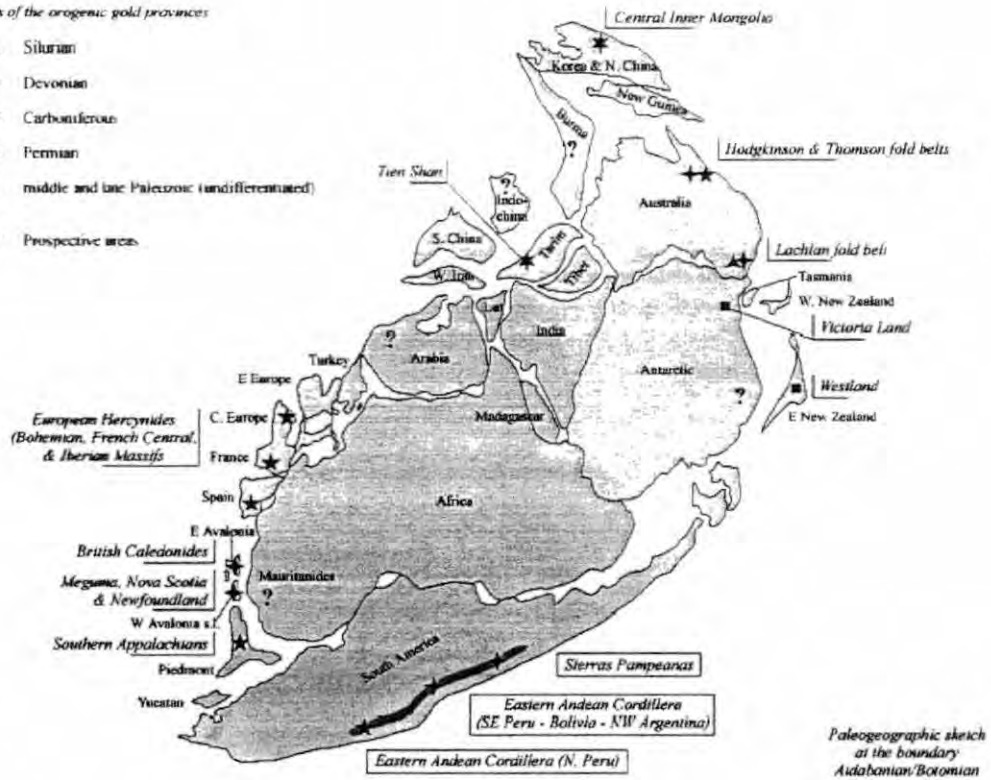 s of the orogenic gold provinces
Silurian
Devonian
Carboniferous
Permian
middle and late Paleozoic (undifferentiated)
Prospective areas
Central Inner Mongolia
Korea & N. China
New Guinea
Burma
?
Hodgkinson & Thomson fold belts
Tien Shan
?
Indo-
china
Australia
S. China
Tarim
Tibet
Lachlan fold belt
W. Iran
Tasmania
W. New Zealand
Lut
India
Victoria Land
?
Arabia
Turkey
E Europe
Antarctic
?
Westland
E New Zealand
Madagascar
European Hercynides
(Bohemian, French Central,
& Iberian Massifs
C. Europe
France
Spain
Africa
E Avalonia
British Caledonides
Meguma, Nova Scotia
& Newfoundland
Mauritanides
?
W Avalonia s.l.
Southern Appalachians
Piedmont
South America
Sierras Pampeanas
Yucatan
Eastern Andean Cordillera
(SE Peru - Bolivia - NW Argentina)
Eastern Andean Cordillera (N. Peru)
Paleogeographic sketch
at the boundary
Atdabanian/Botomian